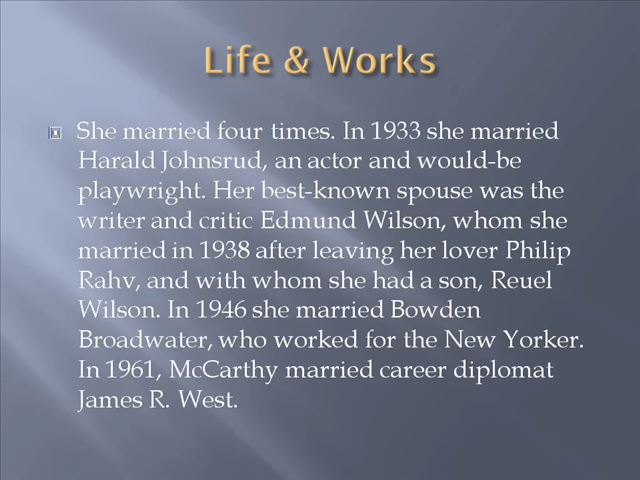 Life & Works
She married four times. In 1933 she married
Harald Johnsrud, an actor and would-be
playwright. Her best-known spouse was the
writer and critic Edmund Wilson, whom she
married in 1938 after leaving her lover Philip
Rahv, and with whom she had a son, Reuel
Wilson. In 1946 she married Bowden
Broadwater, who worked for the New Yorker.
In 1961, McCarthy married career diplomat
James R. West.